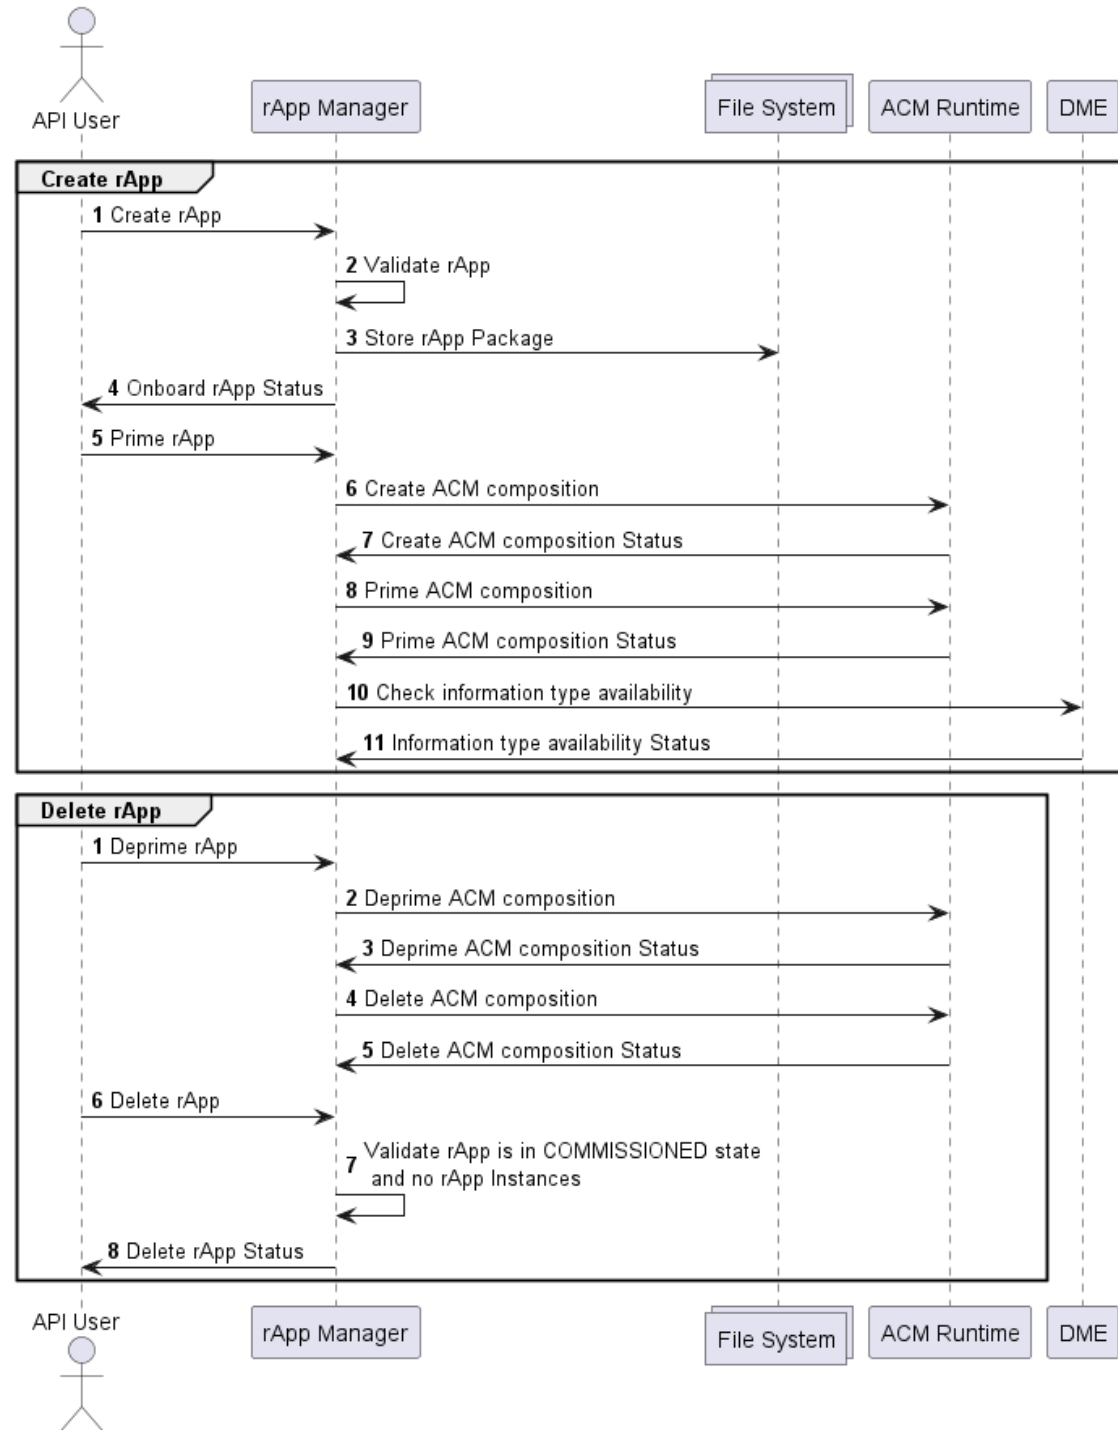 API User
rApp Manager
File System
ACM Runtime
DME
Create rApp
1 Create rApp
2 Validate rApp
3 Store rApp Package
4 Onboard rApp Status
5 Prime rApp
6 Create ACM composition
7 Create ACM composition Status
8 Prime ACM composition
9 Prime ACM composition Status
10 Check information type availability
11 Information type availability Status
Delete rApp
1 Deprime rApp
2 Deprime ACM composition
3 Deprime ACM composition Status
4 Delete ACM composition
5 Delete ACM composition Status
6 Delete rApp
7 Validate rApp is in COMMISSIONED state
and no rApp Instances
8 Delete rApp Status
API User
rApp Manager
File System
ACM Runtime
DME